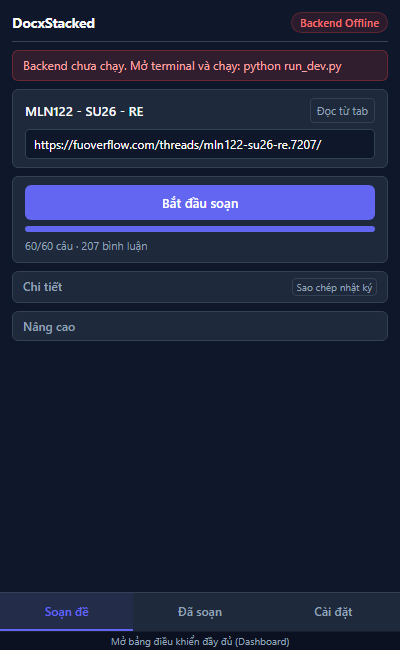 DocxStacked
Backend Offline
Backend chưa chạy. Mở terminal và chạy: python run_dev.py
MLN122 - SU26 - RE
Đọc từ tab
https://fuoverflow.com/threads/mln122-su26-re.7207/
Bắt đầu soạn
60/60 câu · 207 bình luận
Chi tiết
Sao chép nhật ký
Nâng cao
Soạn đề
Đã soạn
Cài đặt
Mở bảng điều khiển đầy đủ (Dashboard)